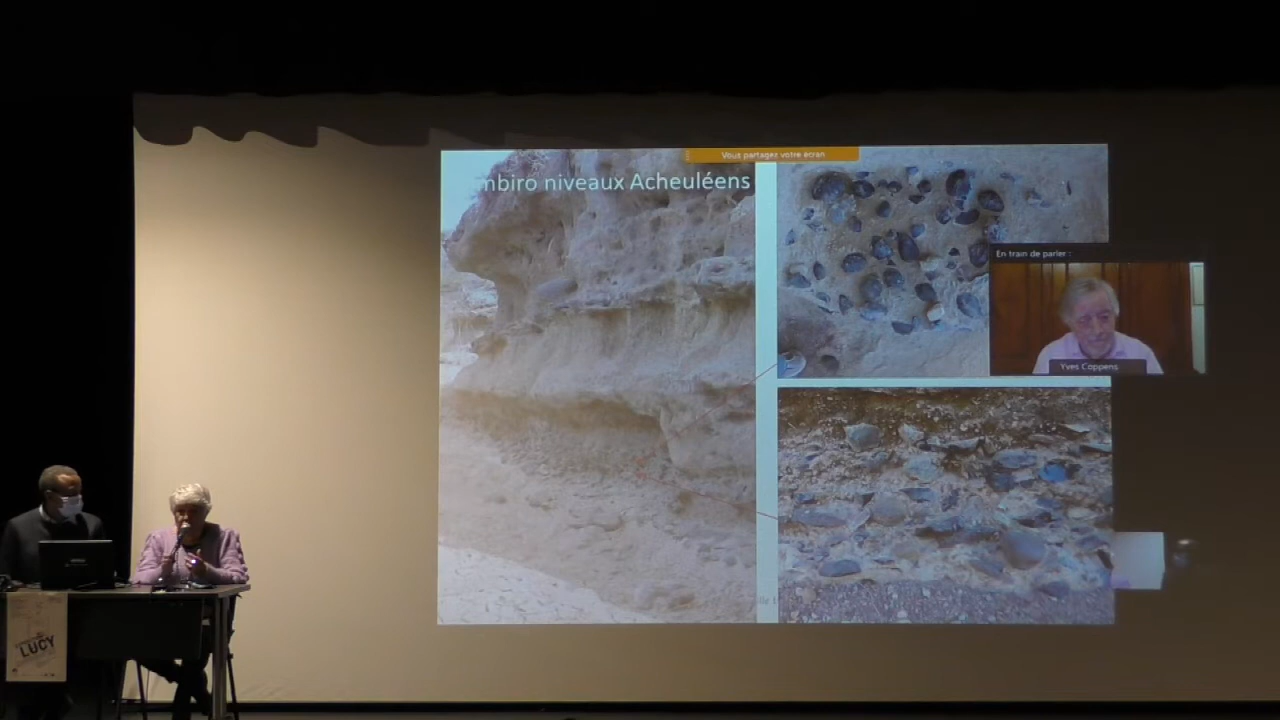 Vous partagez votre écran
mbiro niveaux Acheuléens
En train de parler :
Yves Coppens
LUCY